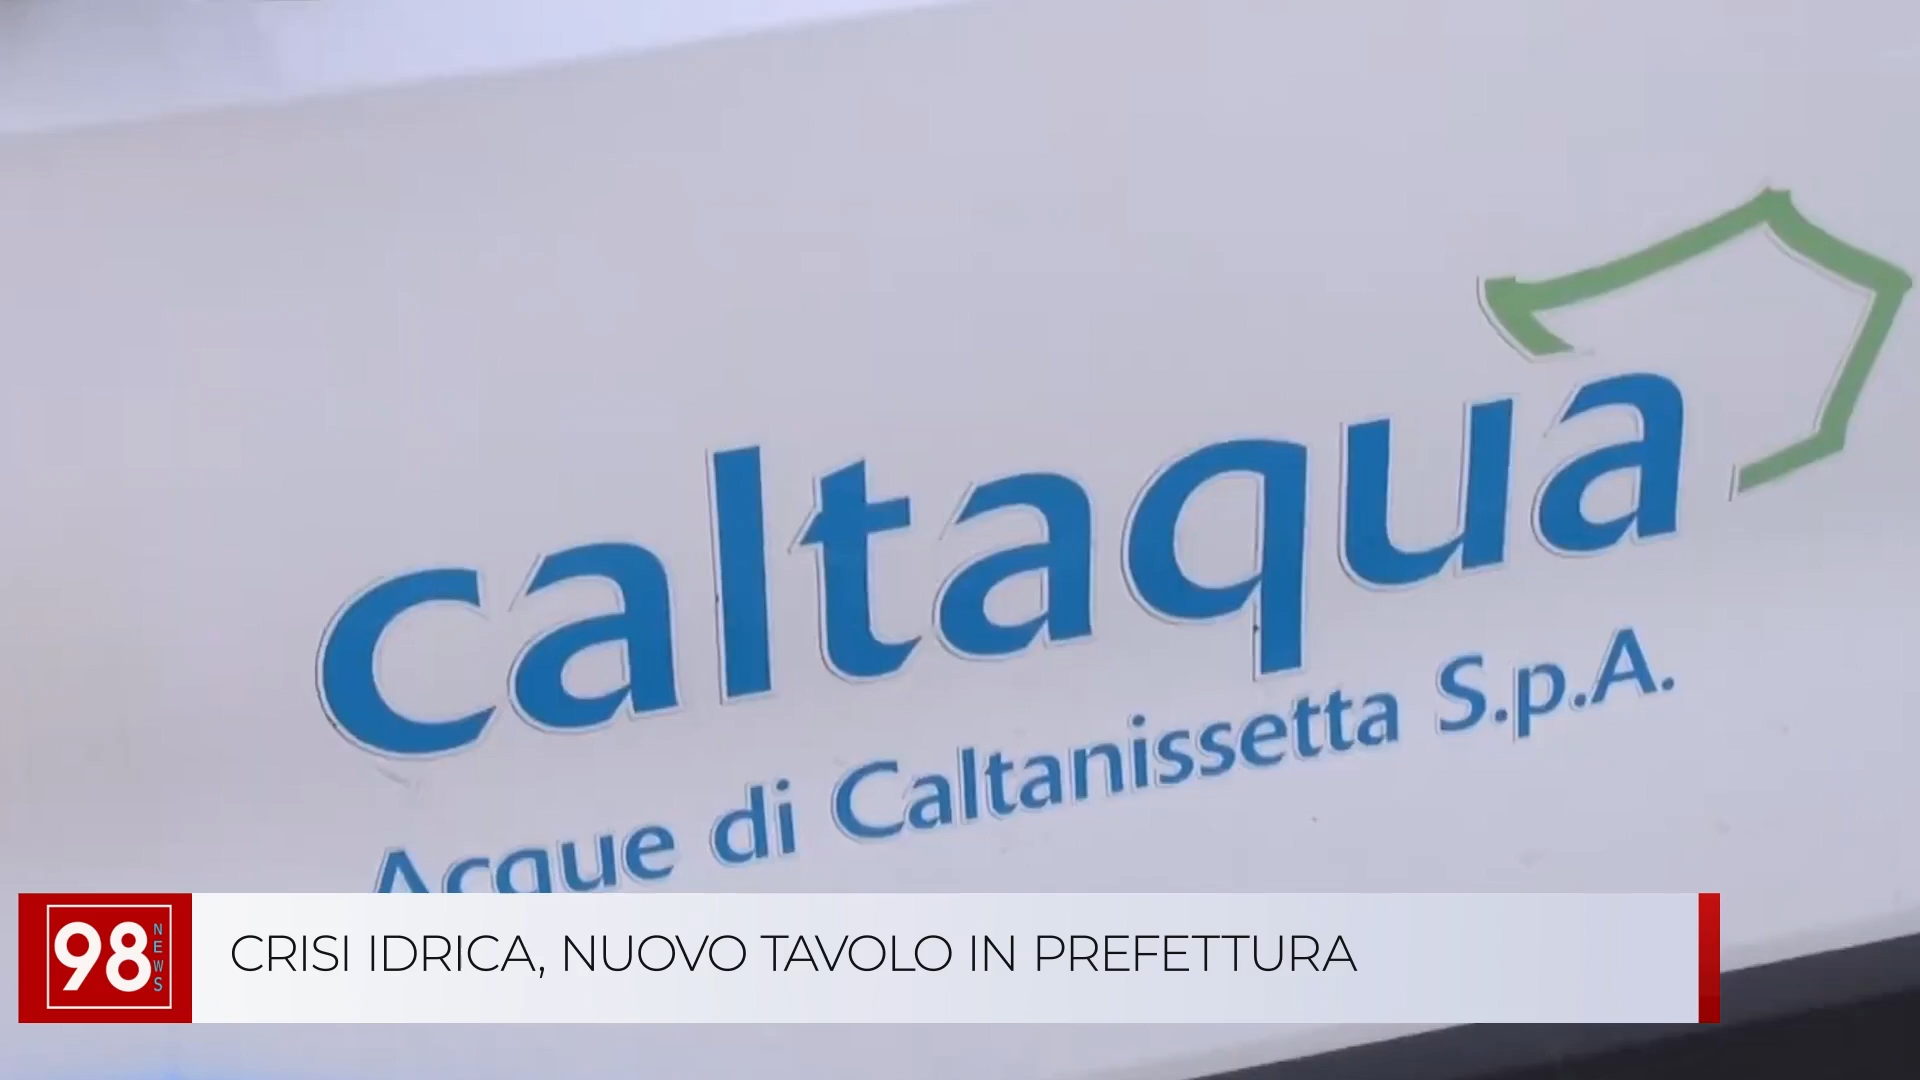 caltaqua
Acque di Caltanissetta S.p.A.
98 NEWS
CRISI IDRICA, NUOVO TAVOLO IN PREFETTURA